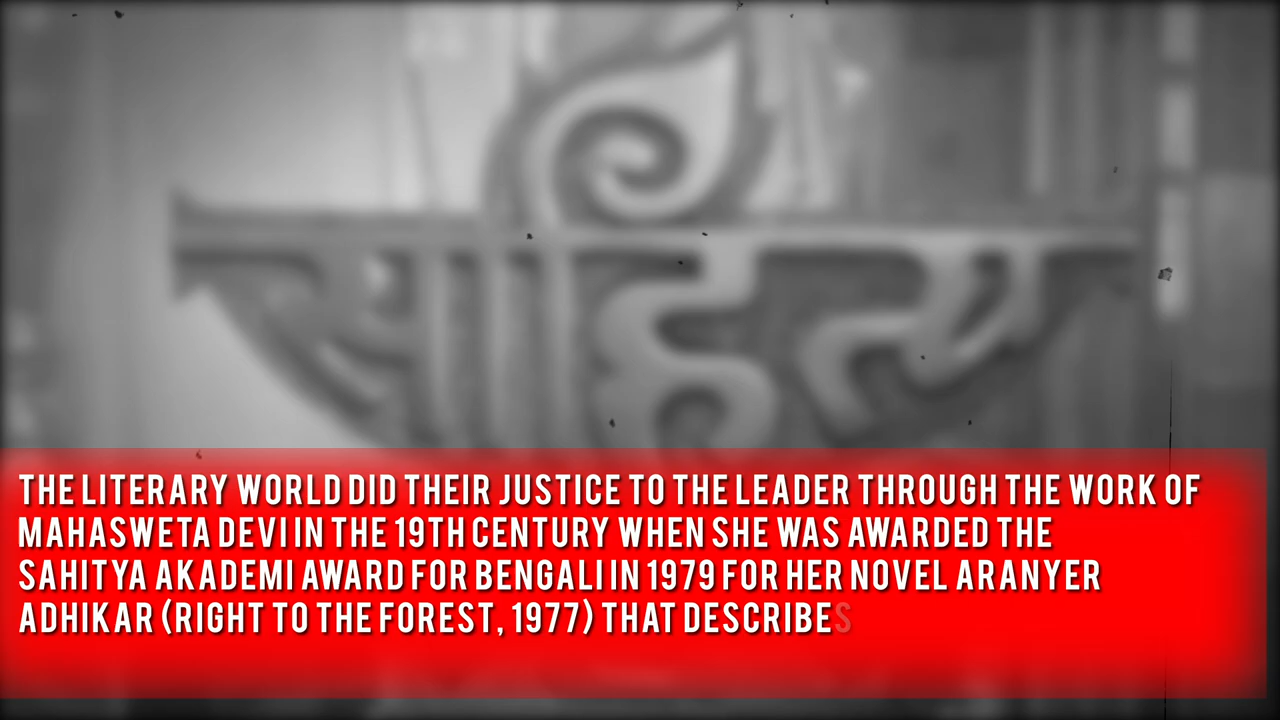 साहित्य
THE LITERARY WORLD DID THEIR JUSTICE TO THE LEADER THROUGH THE WORK OF
MAHASWETA DEVI IN THE 19TH CENTURY WHEN SHE WAS AWARDED THE
SAHITYA AKADEMI AWARD FOR BENGALI IN 1979 FOR HER NOVEL ARANYER
ADHIKAR (RIGHT TO THE FOREST, 1977) THAT DESCRIBES